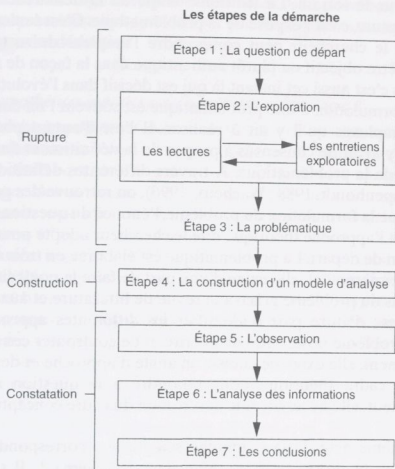 Les étapes de la démarche
Étape 1 : La question de départ
Étape 2 : L'exploration
Rupture
Les lectures
Les entretiens
exploratoires
Étape 3 : La problématique
Construction
Étape 4 : La construction d'un modèle d'analyse
Étape 5 : L'observation
Constatation
Étape 6 : L'analyse des informations
Étape 7 : Les conclusions